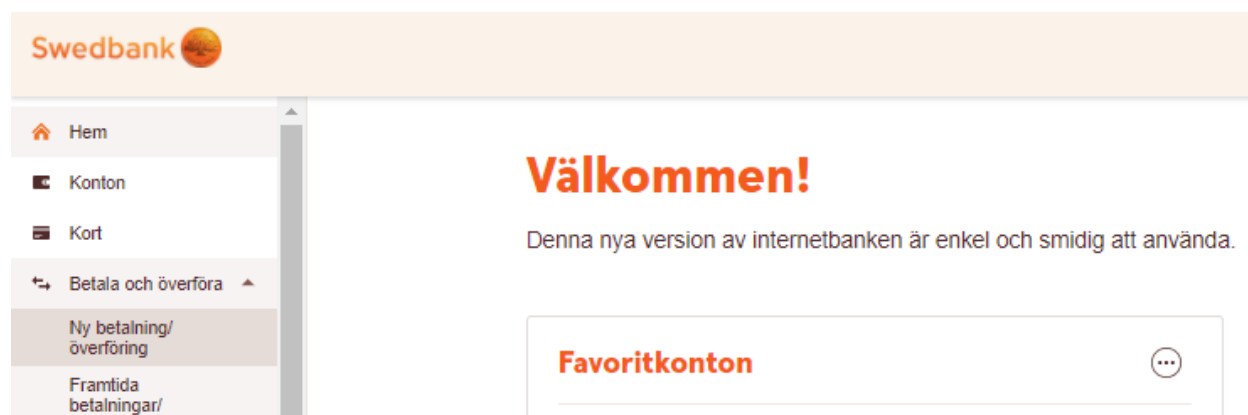 Swedbank
Hem
Konton
Kort
Betala och överföra
Ny betalning/
överföring
Framtida
betalningar/
Välkommen!
Denna nya version av internetbanken är enkel och smidig att använda.
Favoritkonton